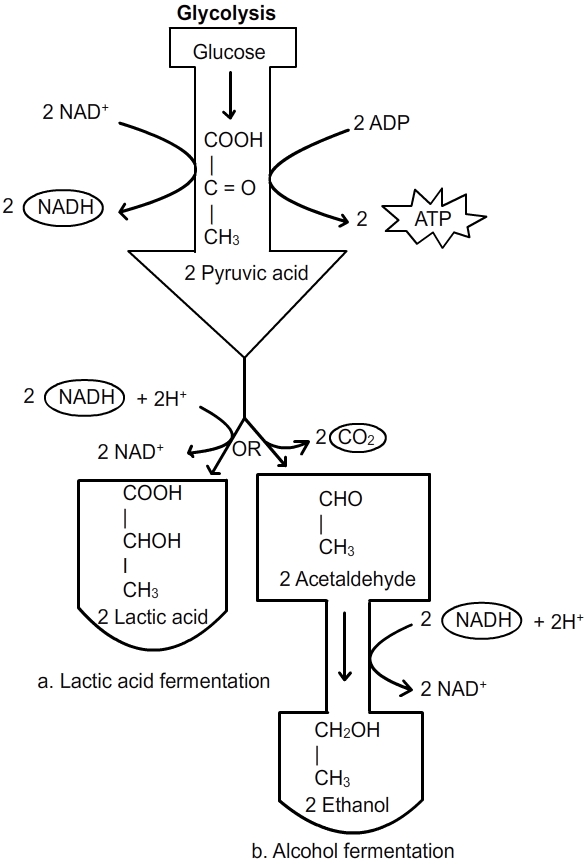 Glycolysis
Glucose
2 NAD⁺
2 ADP
COOH
|
C = O
|
CH₃
2 NADH
2 ATP
2 Pyruvic acid
2 NADH + 2H⁺
2 NAD⁺
OR
2 CO₂
COOH
|
CHOH
|
CH₃
2 Lactic acid
a. Lactic acid fermentation
CHO
|
CH₃
2 Acetaldehyde
2 NADH + 2H⁺
2 NAD⁺
CH₂OH
|
CH₃
2 Ethanol
b. Alcohol fermentation